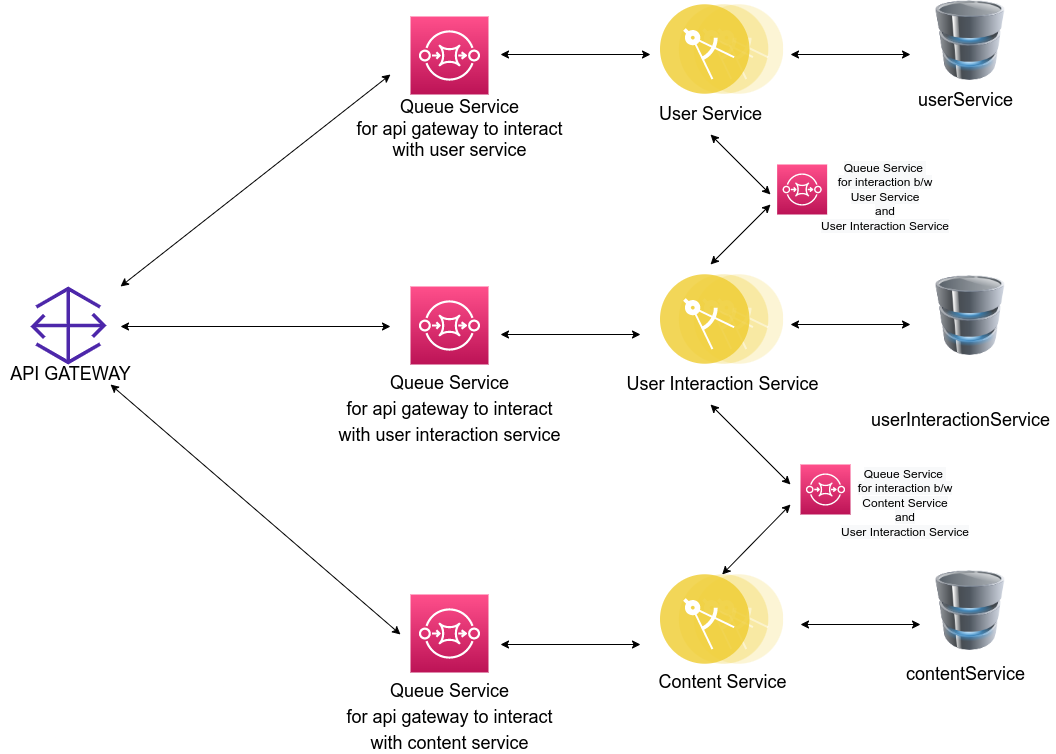 Queue Service
for api gateway to interact
with user service
User Service
userService
Queue Service
for interaction b/w
User Service
and
User Interaction Service
API GATEWAY
Queue Service
for api gateway to interact
with user interaction service
User Interaction Service
userInteractionService
Queue Service
for interaction b/w
Content Service
and
User Interaction Service
Queue Service
for api gateway to interact
with content service
Content Service
contentService